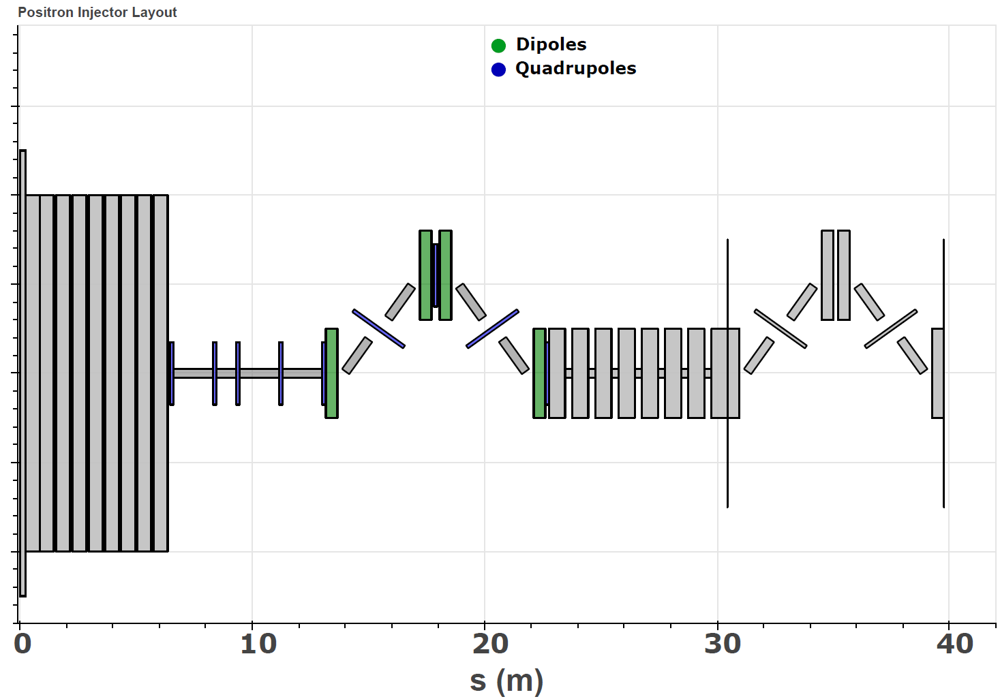 Positron Injector Layout
Dipoles
Quadrupoles
0 10 20 30 40
s (m)